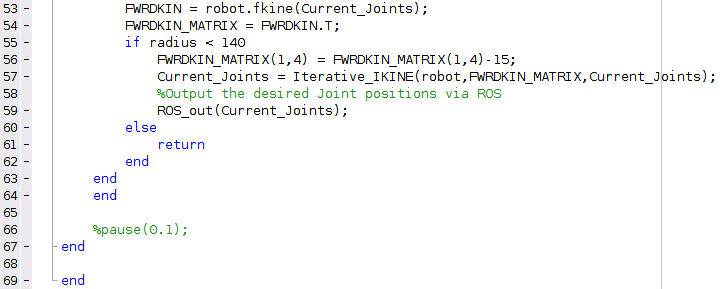 53 - FWRDKIN = robot.fkine(Current_Joints);
54 - FWRDKIN_MATRIX = FWRDKIN.T;
55 - if radius < 140
56 - FWRDKIN_MATRIX(1,4) = FWRDKIN_MATRIX(1,4)-15;
57 - Current_Joints = Iterative_IKINE(robot,FWRDKIN_MATRIX,Current_Joints);
58 %Output the desired Joint positions via ROS
59 - ROS_out(Current_Joints);
60 - else
61 - return
62 - end
63 - end
64 - end
65
66 %pause(0.1);
67 - end
68
69 - end